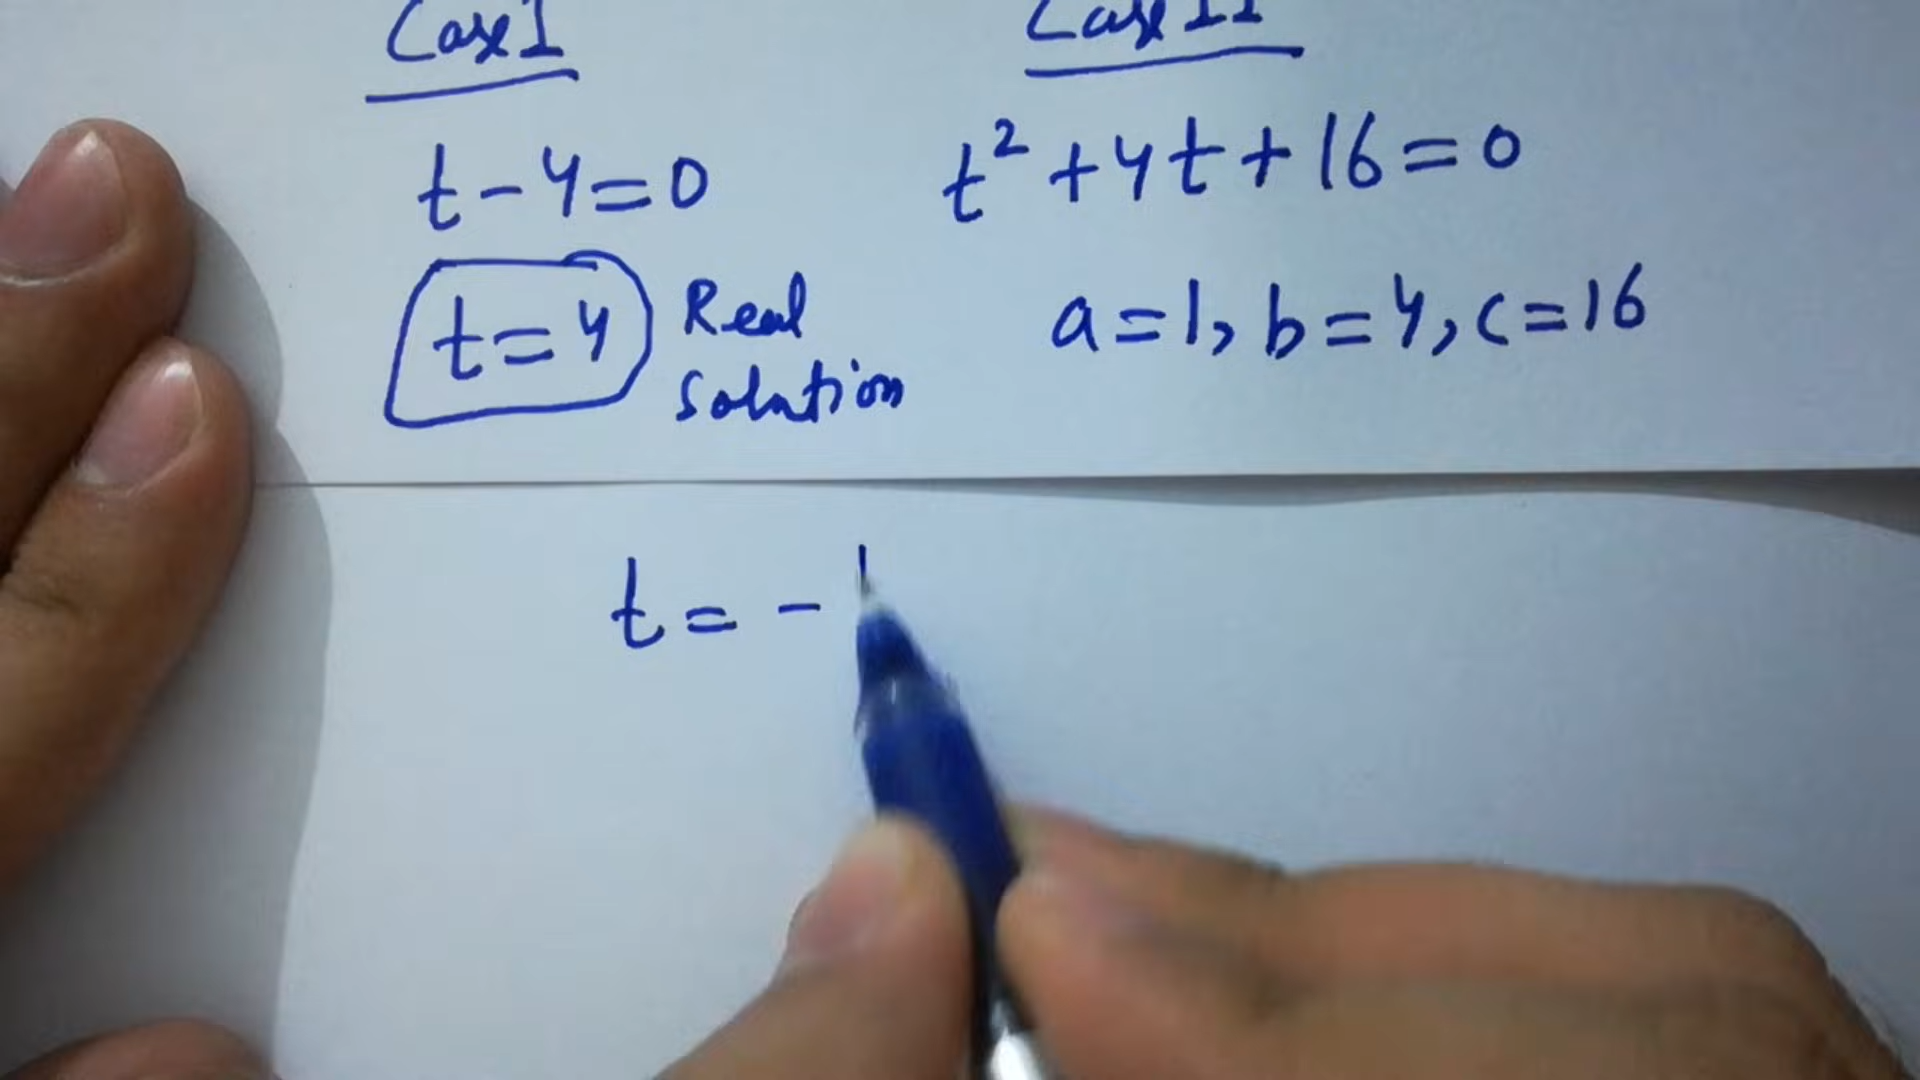 Case I
t - 4 = 0
t = 4 Real
Solution
Case II
t² + 4t + 16 = 0
a = 1, b = 4, c = 16
t = -